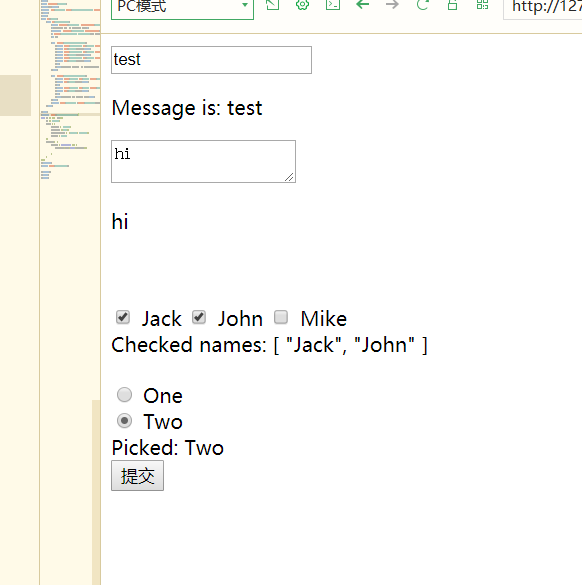 PC模式
http://127
test
Message is: test
hi
hi
Jack John Mike
Checked names: [ "Jack", "John" ]
One
Two
Picked: Two
提交